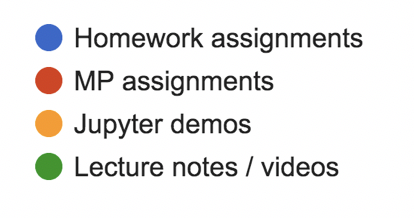 Homework assignments
MP assignments
Jupyter demos
Lecture notes / videos